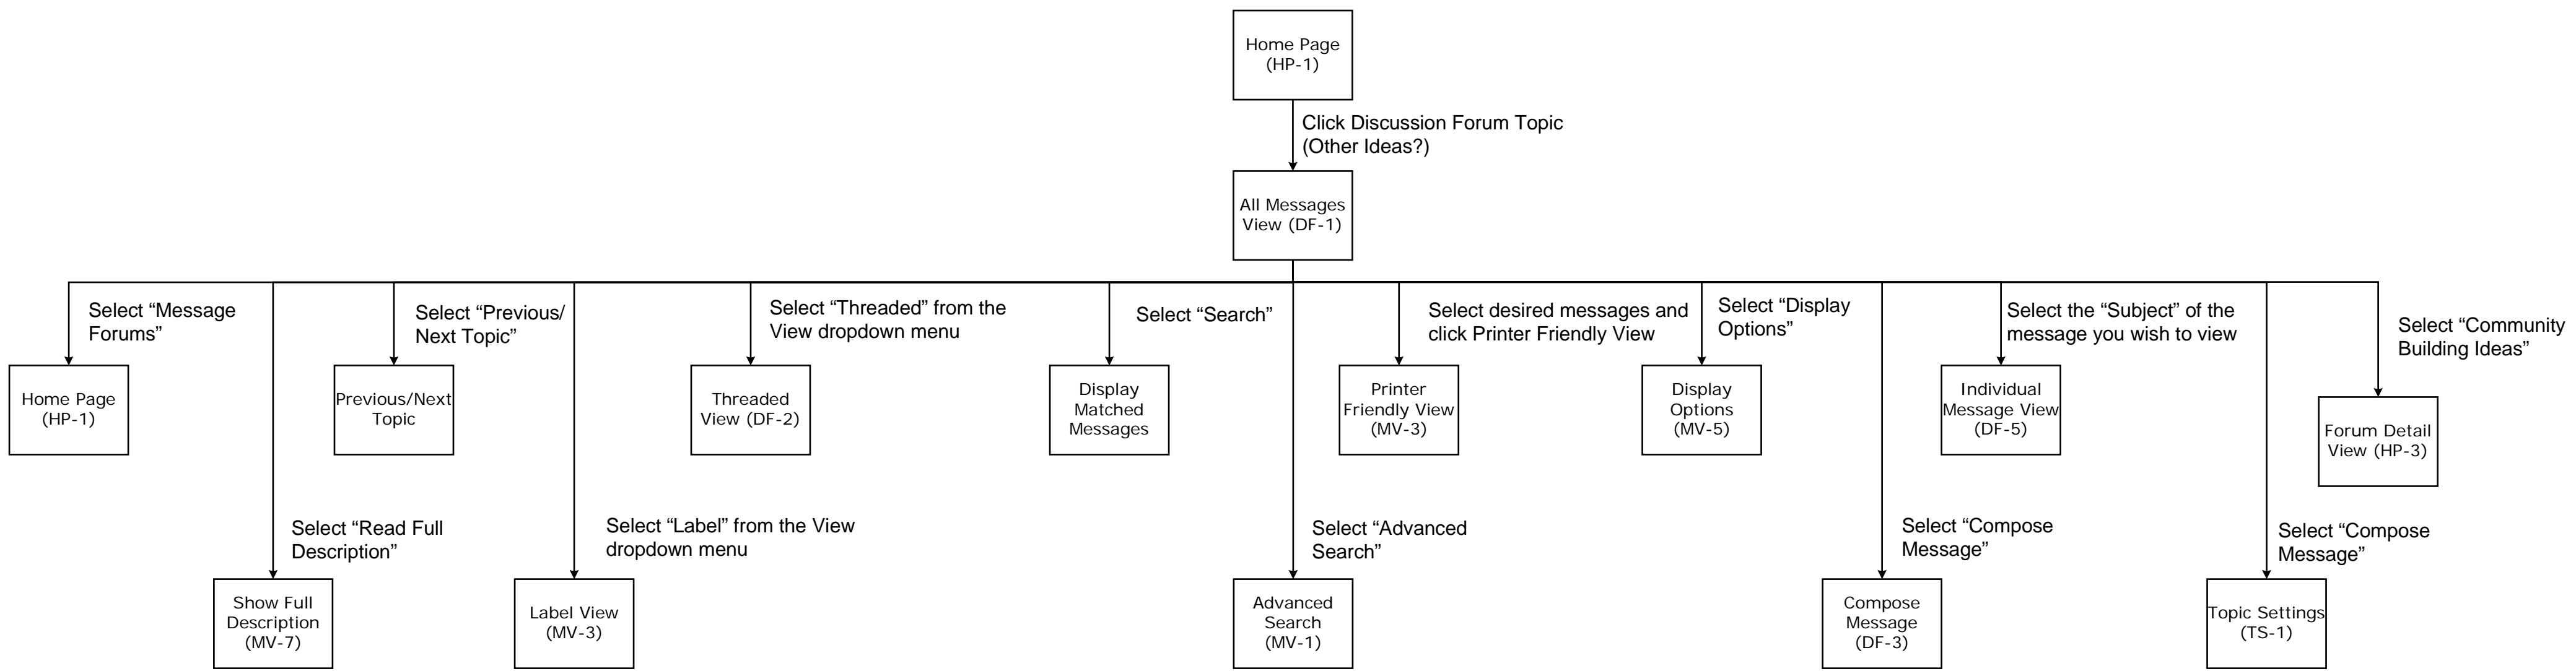 Home Page
(HP-1)
Click Discussion Forum Topic
(Other Ideas?)
All Messages
View (DF-1)
Select “Message
Forums”
Select “Previous/
Next Topic”
Select “Threaded” from the
View dropdown menu
Select “Search”
Select desired messages and
click Printer Friendly View
Select “Display
Options”
Select the “Subject” of the
message you wish to view
Select “Community
Building Ideas”
Home Page
(HP-1)
Previous/Next
Topic
Threaded
View (DF-2)
Display
Matched
Messages
Printer
Friendly View
(MV-3)
Display
Options
(MV-5)
Individual
Message View
(DF-5)
Forum Detail
View (HP-3)
Select “Read Full
Description”
Select “Label” from the View
dropdown menu
Select “Advanced
Search”
Select “Compose
Message”
Select “Compose
Message”
Show Full
Description
(MV-7)
Label View
(MV-3)
Advanced
Search
(MV-1)
Compose
Message
(DF-3)
Topic Settings
(TS-1)